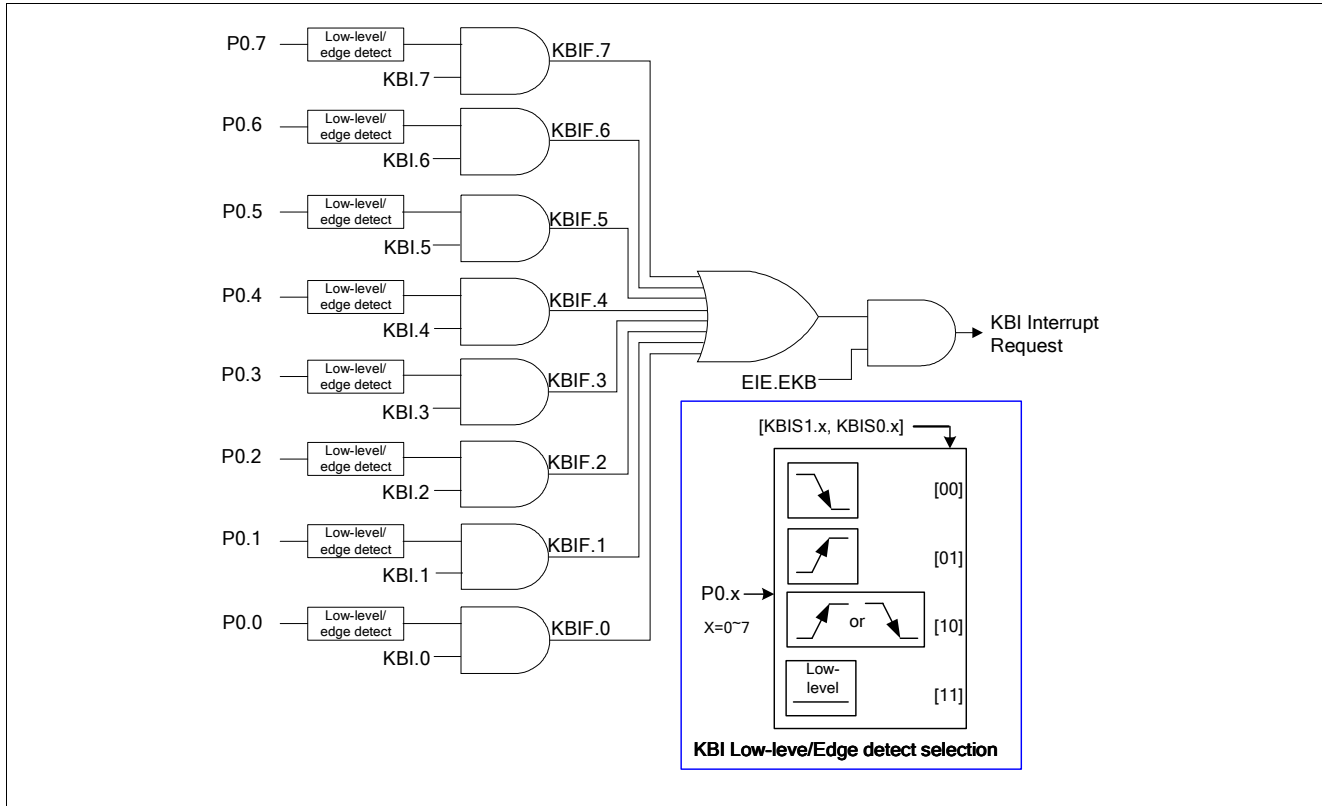 P0.7
Low-level/
edge detect
KBI.7
KBIF.7
P0.6
Low-level/
edge detect
KBI.6
KBIF.6
P0.5
Low-level/
edge detect
KBI.5
KBIF.5
P0.4
Low-level/
edge detect
KBI.4
KBIF.4
P0.3
Low-level/
edge detect
KBI.3
KBIF.3
P0.2
Low-level/
edge detect
KBI.2
KBIF.2
P0.1
Low-level/
edge detect
KBI.1
KBIF.1
P0.0
Low-level/
edge detect
KBI.0
KBIF.0
EIE.EKB
KBI Interrupt
Request
[KBIS1.x, KBIS0.x]
[00]
[01]
P0.x
X=0~7
or
[10]
Low-
level
[11]
KBI Low-leve/Edge detect selection